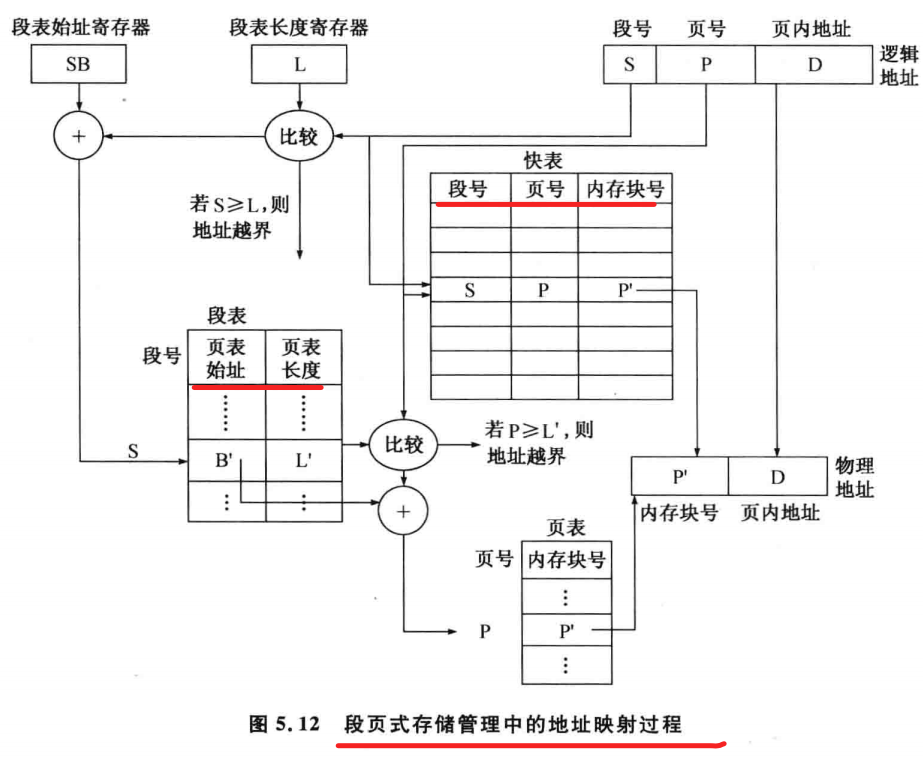 段表始址寄存器
SB
段表长度寄存器
L
段号 页号 页内地址
S P D
逻辑
地址
+
比较
若S≥L,则
地址越界
快表
段号 页号 内存块号
S P P'
段表
段号
页表
始址
页表
长度
⋮ ⋮
S
B' L'
⋮ ⋮
比较
若P≥L',则
地址越界
+
P' D
物理
地址
内存块号 页内地址
页表
页号 内存块号
⋮
P P'
⋮
图 5.12 段页式存储管理中的地址映射过程